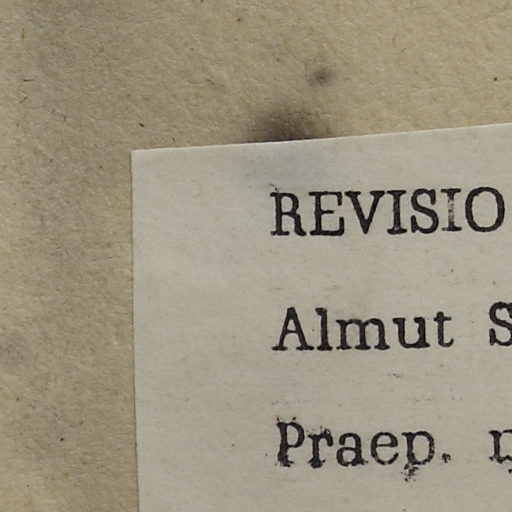 REVISIO
Almut S
Praep.